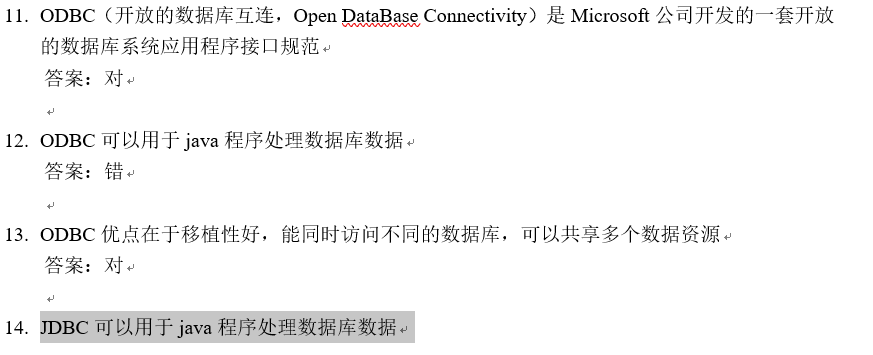 11. ODBC（开放的数据库互连，Open DataBase Connectivity）是 Microsoft 公司开发的一套开放
的数据库系统应用程序接口规范
答案：对
12. ODBC 可以用于 java 程序处理数据库数据
答案：错
13. ODBC 优点在于移植性好，能同时访问不同的数据库，可以共享多个数据资源
答案：对
14. JDBC 可以用于 java 程序处理数据库数据